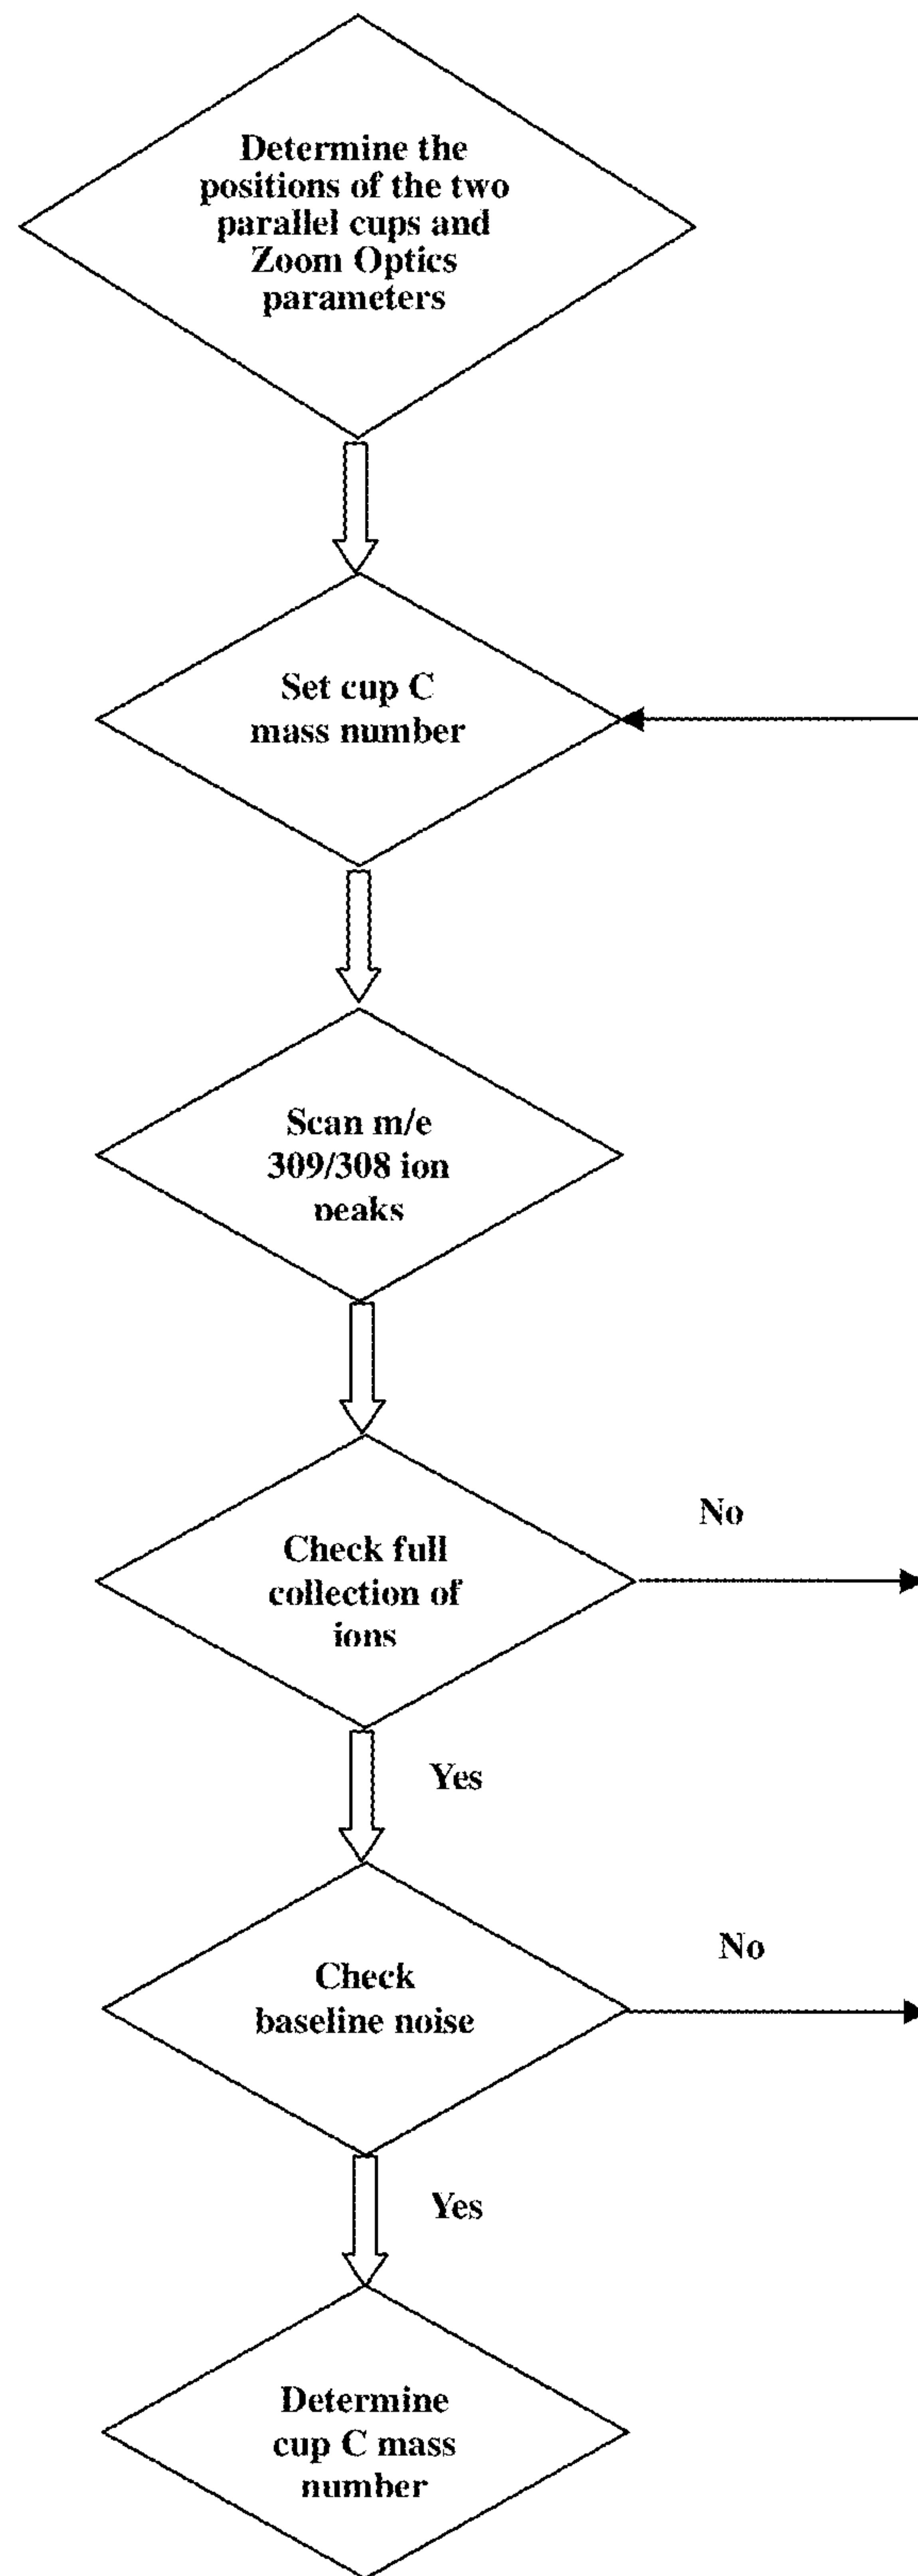 Determine the
positions of the two
parallel cups and
Zoom Optics
parameters
Set cup C
mass number
Scan m/e
309/308 ion
peaks
Check full
collection of
ions
No
Yes
Check
baseline noise
No
Yes
Determine
cup C mass
number